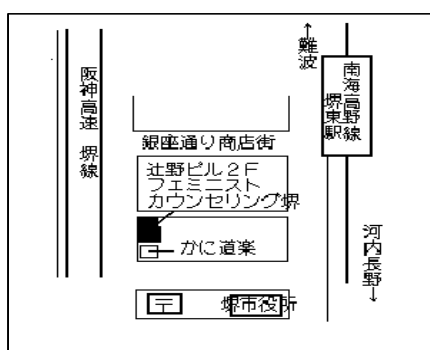 阪神高速 堺線
←難波
南海高野線
堺東駅
銀座通り商店街
辻野ビル2F
フェミニスト
カウンセリング堺
かに道楽
河内長野→
〒
堺市役所